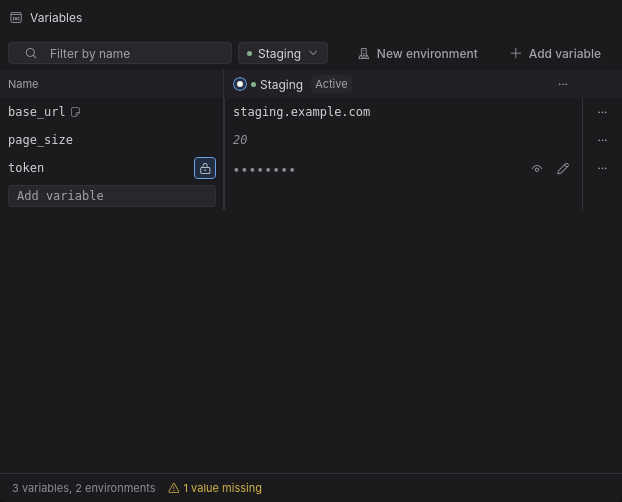 Variables
Filter by name
Staging
New environment
Add variable
Name
Staging
Active
base_url
staging.example.com
page_size
20
token
••••••••
Add variable
3 variables, 2 environments
1 value missing